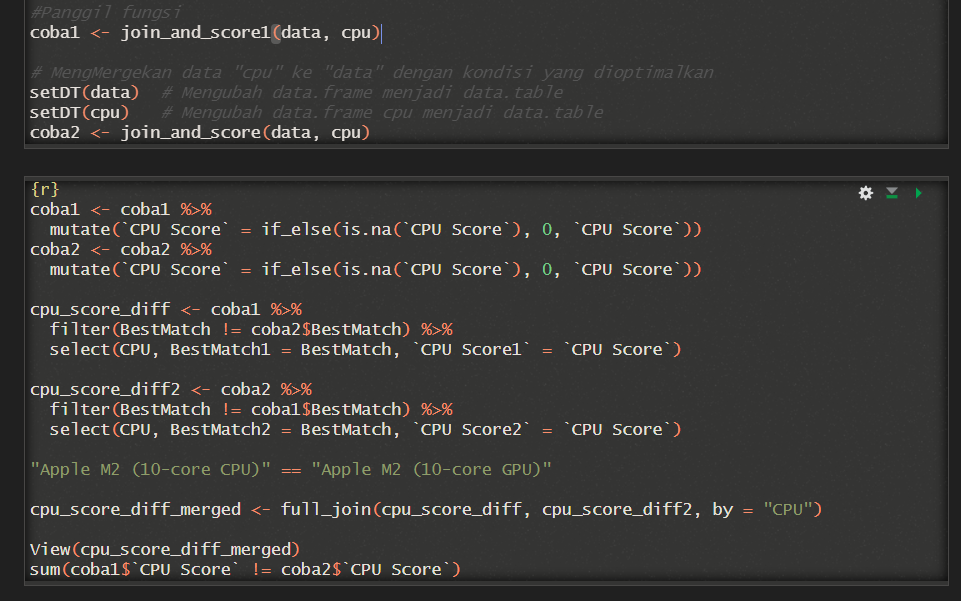 #Panggil fungsi
coba1 <- join_and_score1(data, cpu)
# MengMergekan data "cpu" ke "data" dengan kondisi yang dioptimalkan
setDT(data)  # Mengubah data.frame menjadi data.table
setDT(cpu)   # Mengubah data.frame cpu menjadi data.table
coba2 <- join_and_score(data, cpu)
{r}
coba1 <- coba1 %>%
  mutate(`CPU Score` = if_else(is.na(`CPU Score`), 0, `CPU Score`))
coba2 <- coba2 %>%
  mutate(`CPU Score` = if_else(is.na(`CPU Score`), 0, `CPU Score`))
cpu_score_diff <- coba1 %>%
  filter(BestMatch != coba2$BestMatch) %>%
  select(CPU, BestMatch1 = BestMatch, `CPU Score1` = `CPU Score`)
cpu_score_diff2 <- coba2 %>%
  filter(BestMatch != coba1$BestMatch) %>%
  select(CPU, BestMatch2 = BestMatch, `CPU Score2` = `CPU Score`)
"Apple M2 (10-core CPU)" == "Apple M2 (10-core GPU)"
cpu_score_diff_merged <- full_join(cpu_score_diff, cpu_score_diff2, by = "CPU")
View(cpu_score_diff_merged)
sum(coba1$`CPU Score` != coba2$`CPU Score`)